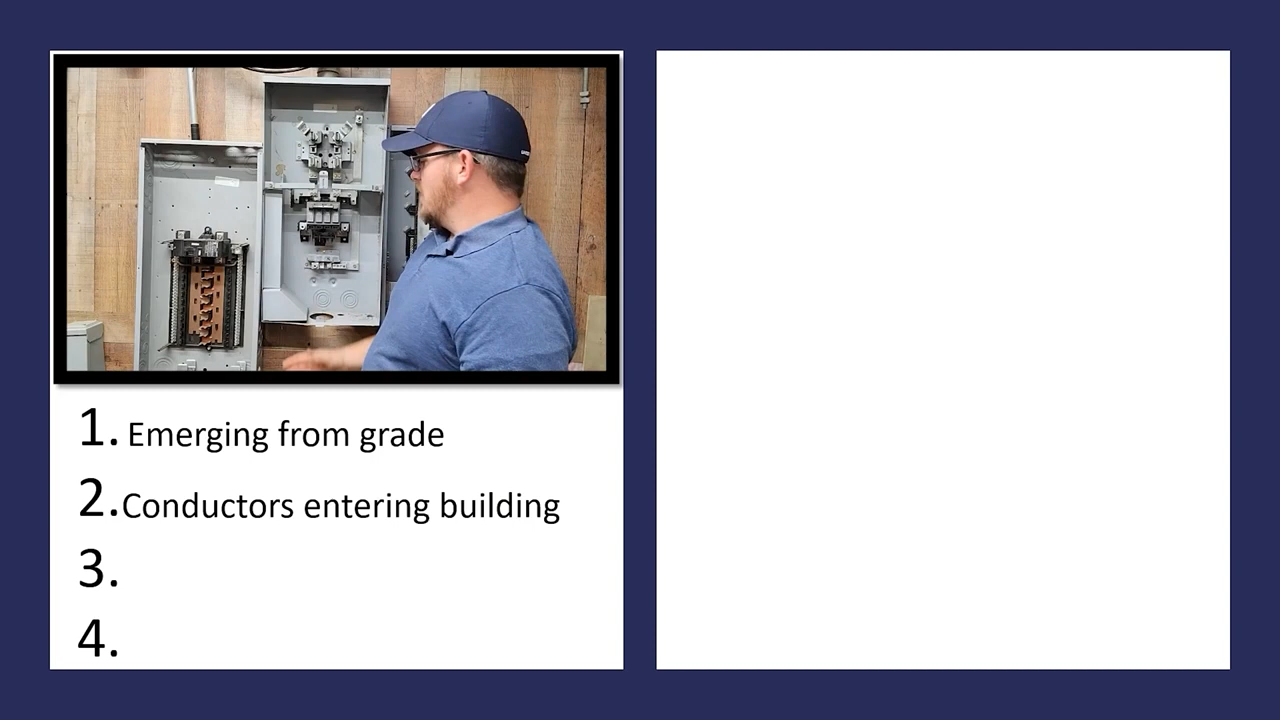 1. Emerging from grade
2. Conductors entering building
3.
4.